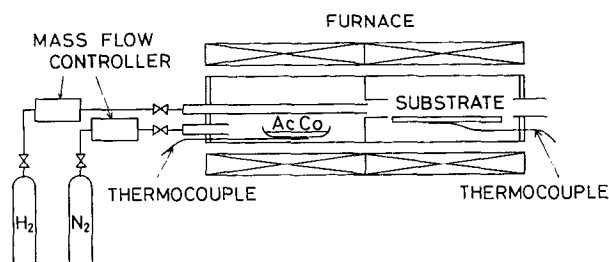 FURNACE
MASS FLOW
CONTROLLER
SUBSTRATE
AcCo
THERMOCOUPLE
THERMOCOUPLE
H₂
N₂